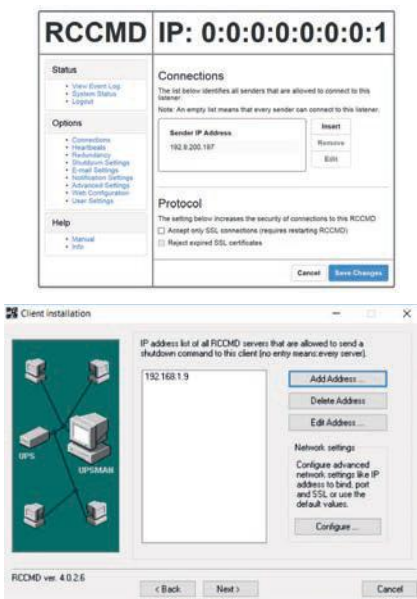 RCCMD IP: 0:0:0:0:0:0:0:1
Status
• View Event Log
• System Status
• Logout
Options
• Connections
• Heartbeats
• Redundancy
• Shutdown Settings
• E-mail Settings
• Notification Settings
• Advanced Settings
• Web Configuration
• User Settings
Help
• Manual
• Info
Connections
The list below identifies all senders that are allowed to connect to this
listener.
Note: An empty list means that every sender can connect to this listener.
Sender IP Address
192.8.200.187
Insert
Remove
Edit
Protocol
The setting below increases the security of connections to this RCCMD
Accept only SSL connections (requires restarting RCCMD)
Reject expired SSL certificates
Cancel
Save Changes
Client installation
UPS
UPSMAN
IP address list of all RCCMD servers that are allowed to send a
shutdown command to this client (no entry means:every server).
192.168.1.9
Add Address ...
Delete Address
Edit Address ...
Network settings
Configure advanced
network settings like IP
address to bind, port
and SSL or use the
default values.
Configure ...
RCCMD ver. 4.0.2.6
< Back
Next >
Cancel